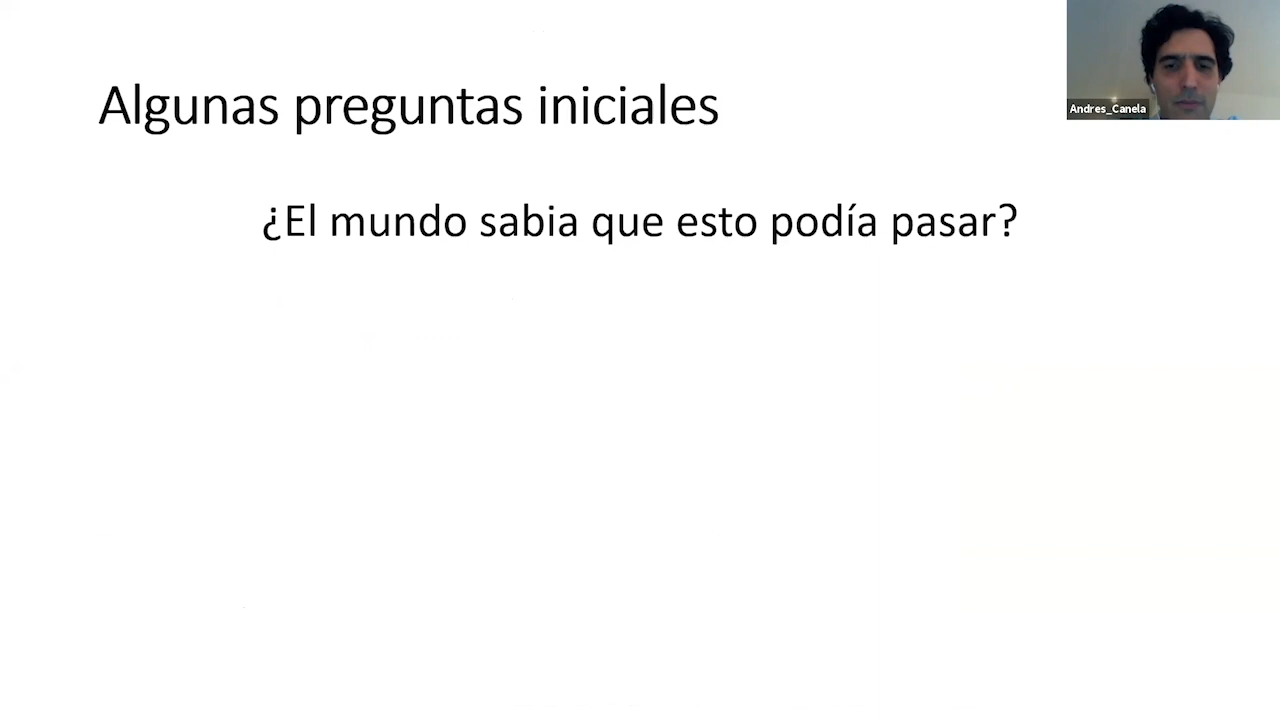 Algunas preguntas iniciales
¿El mundo sabia que esto podía pasar?
Andres_Canela